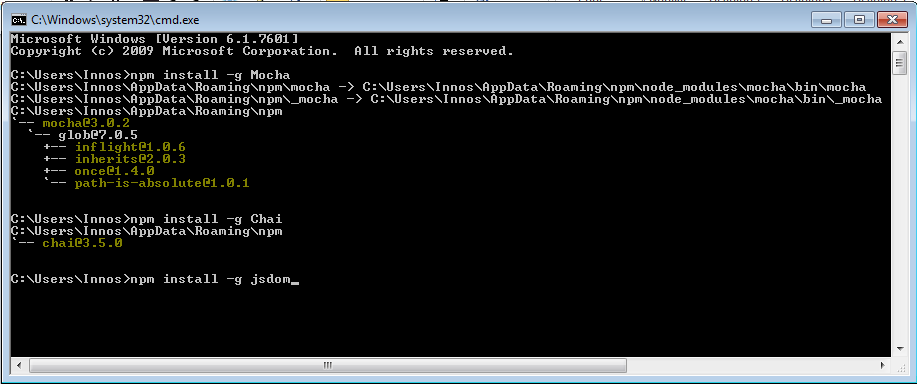 C:\Windows\system32\cmd.exe
Microsoft Windows [Version 6.1.7601]
Copyright (c) 2009 Microsoft Corporation.  All rights reserved.
C:\Users\Innos>npm install -g Mocha
C:\Users\Innos\AppData\Roaming\npm\mocha -> C:\Users\Innos\AppData\Roaming\npm\node_modules\mocha\bin\mocha
C:\Users\Innos\AppData\Roaming\npm\_mocha -> C:\Users\Innos\AppData\Roaming\npm\node_modules\mocha\bin\_mocha
C:\Users\Innos\AppData\Roaming\npm
`-- mocha@3.0.2
  `-- glob@7.0.5
    +-- inflight@1.0.6
    +-- inherits@2.0.3
    +-- once@1.4.0
    `-- path-is-absolute@1.0.1
C:\Users\Innos>npm install -g Chai
C:\Users\Innos\AppData\Roaming\npm
`-- chai@3.5.0
C:\Users\Innos>npm install -g jsdom_